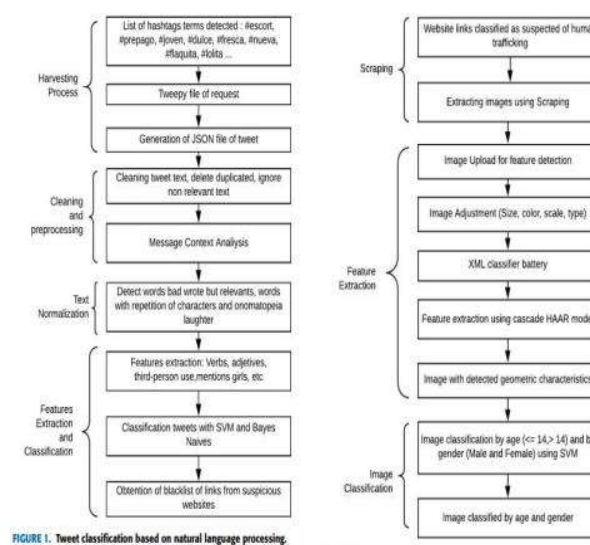 List of hashtags terms detected : #escort,
#prepago, #joven, #dulce, #fresca, #nueva,
#flaquita, #lolita ...
Harvesting
Process
Tweepy file of request
Generation of JSON file of tweet
Cleaning tweet text, delete duplicated, ignore
non relevant text
Cleaning
and
preprocessing
Message Context Analiysis
Text
Normalization
Detect words bad wrote but relevants, words
with repetition of characters and onomatopeia
laughter
Features extraction: Verbs, adjetives,
third-person use,mentions girls, etc
Features
Extraction
and
Classification
Classification tweets with SVM and Bayes
Naives
Obtention of blacklist of links from suspicious
websites
FIGURE 1. Tweet classification based on natural language processing.
Website links classified as suspected of huma
trafficking
Scraping
Extracting images using Scraping
Image Upload for feature detection
Image Adjustment (Size, color, scale, type)
XML classifier battery
Feature
Extraction
Feature extraction using cascade HAAR mode
Image with detected geometric characteristics
Image classification by age (<= 14,> 14) and b
gender (Male and Female) using SVM
Image
Classification
Image classified by age and gender